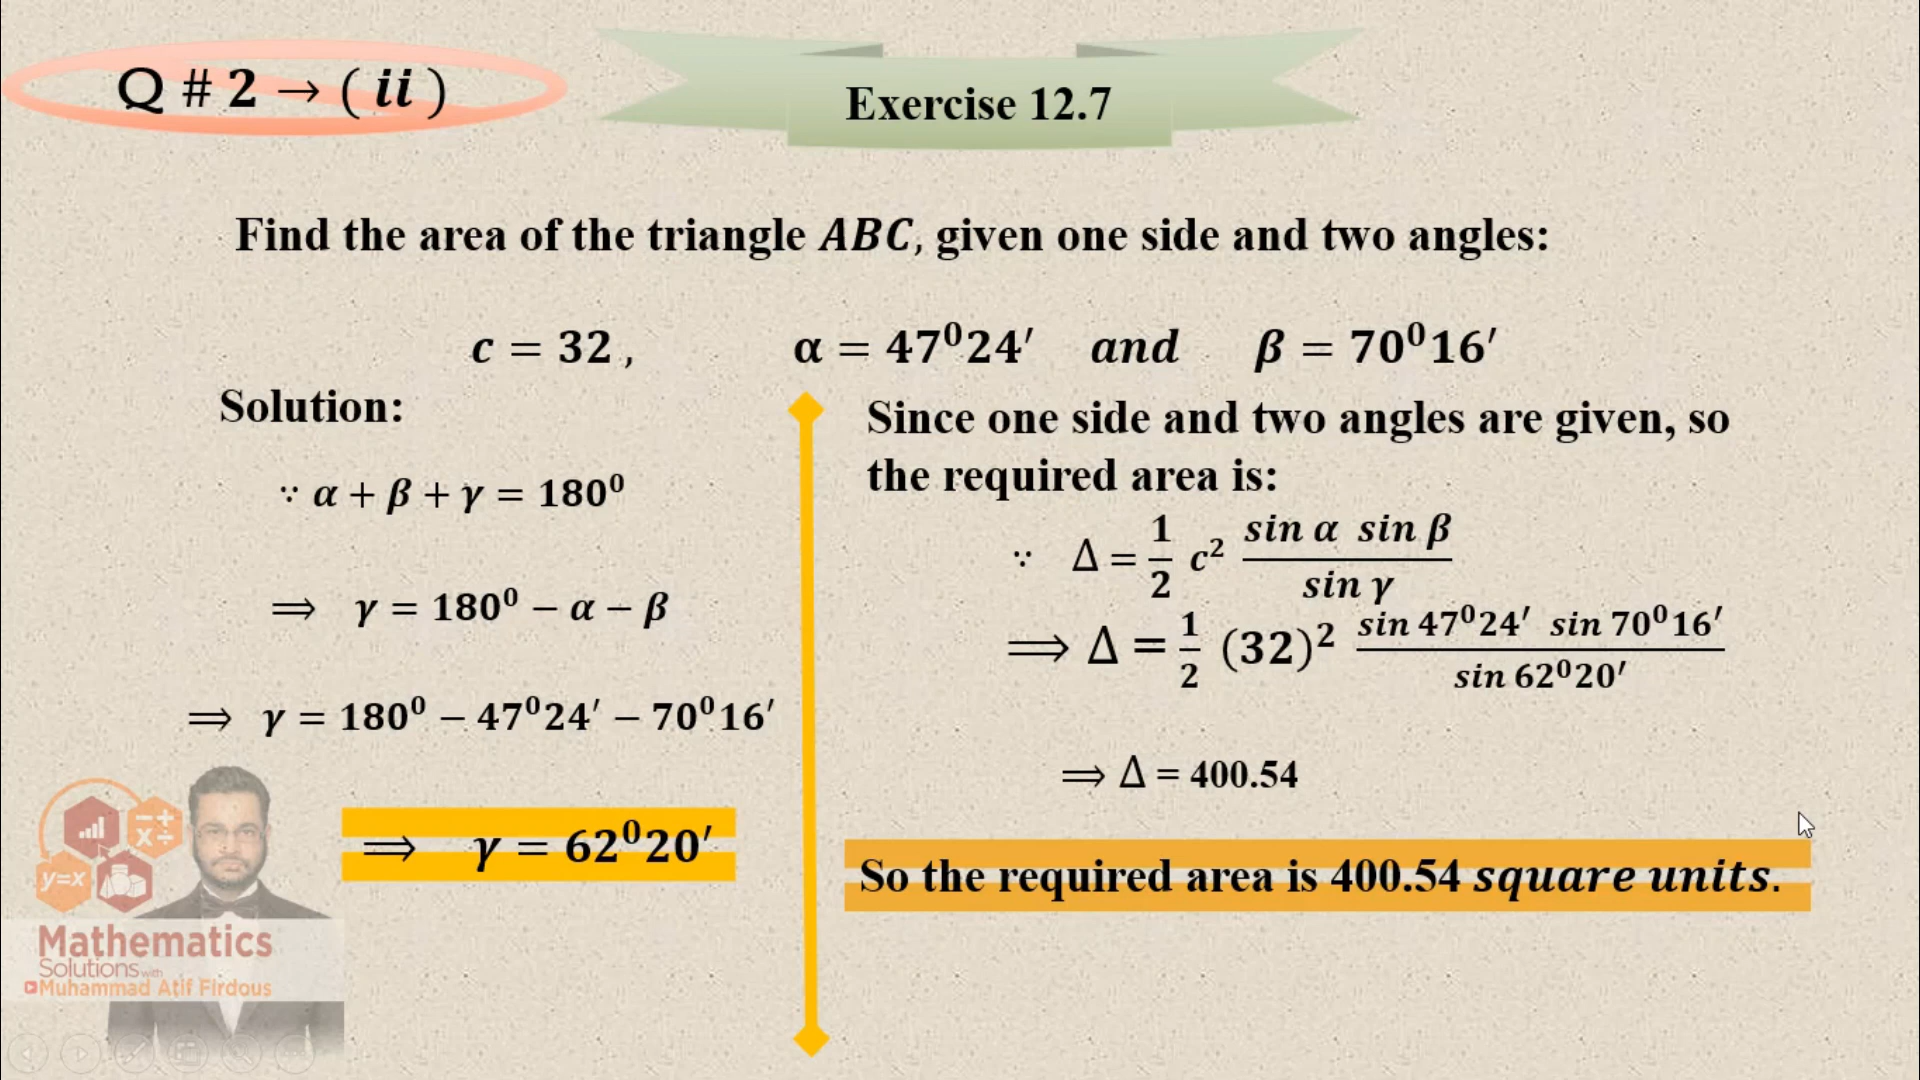 Q # 2 → ( ii )
Exercise 12.7
Find the area of the triangle ABC, given one side and two angles:
c = 32 , α = 47⁰24′ and β = 70⁰16′
Solution:
∵ α + β + γ = 180⁰
⟹ γ = 180⁰ − α − β
⟹ γ = 180⁰ − 47⁰24′ − 70⁰16′
⟹ γ = 62⁰20′
Since one side and two angles are given, so
the required area is:
∵ Δ = 1/2 c² sin α sin β / sin γ
⟹ Δ = 1/2 (32)² sin 47⁰24′ sin 70⁰16′ / sin 62⁰20′
⟹ Δ = 400.54
So the required area is 400.54 square units.
y=x
Mathematics
Solutions with
Muhammad Atif Firdous